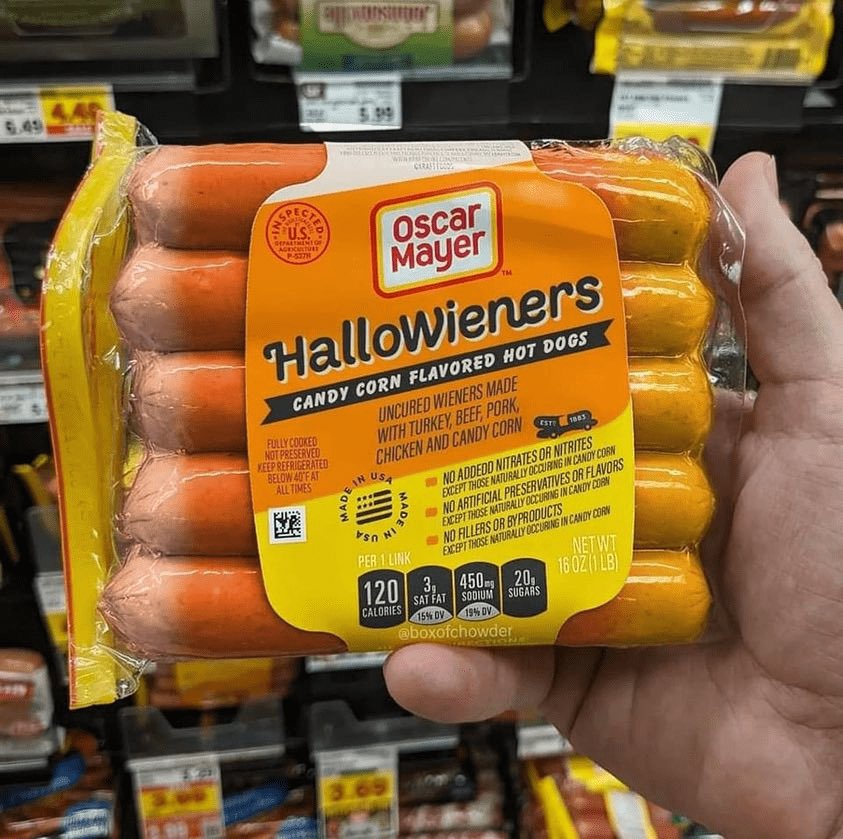 4.49
6.49
5.99
INSPECTED
U.S.
DEPARTMENT OF
AGRICULTURE
P-537H
Oscar
Mayer
TM
HalloWieners
CANDY CORN FLAVORED HOT DOGS
UNCURED WIENERS MADE
WITH TURKEY, BEEF, PORK,
CHICKEN AND CANDY CORN
ESTD 1883
FULLY COOKED
NOT PRESERVED
KEEP REFRIGERATED
BELOW 40°F AT
ALL TIMES
MADE IN USA
MADE IN USA
NO ADDEDD NITRATES OR NITRITES
EXCEPT THOSE NATURALLY OCCURING IN CANDY CORN
NO ARTIFICIAL PRESERVATIVES OR FLAVORS
EXCEPT THOSE NATURALLY OCCURING IN CANDY CORN
NO FILLERS OR BYPRODUCTS
EXCEPT THOSE NATURALLY OCCURING IN CANDY CORN
NET WT
16 OZ (1 LB)
PER 1 LINK
120
CALORIES
3g
SAT FAT
15% DV
450mg
SODIUM
19% DV
20g
SUGARS
@boxofchowder
3.69